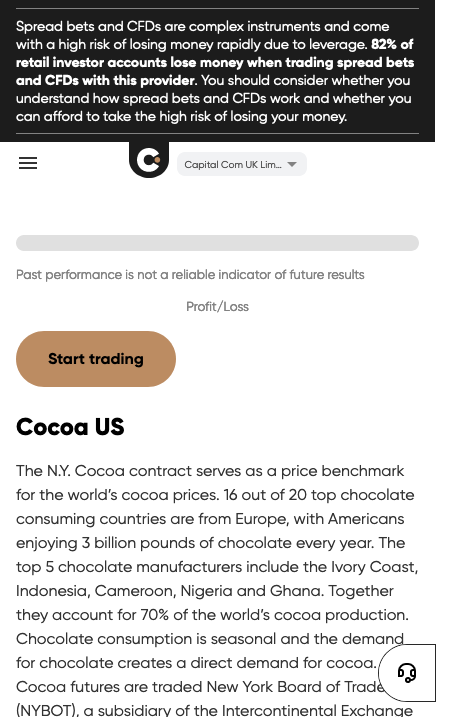 Spread bets and CFDs are complex instruments and come
with a high risk of losing money rapidly due to leverage. 82% of
retail investor accounts lose money when trading spread bets
and CFDs with this provider. You should consider whether you
understand how spread bets and CFDs work and whether you
can afford to take the high risk of losing your money.
Capital Com UK Lim...
Past performance is not a reliable indicator of future results
Profit/Loss
Start trading
Cocoa US
The N.Y. Cocoa contract serves as a price benchmark
for the world's cocoa prices. 16 out of 20 top chocolate
consuming countries are from Europe, with Americans
enjoying 3 billion pounds of chocolate every year. The
top 5 chocolate manufacturers include the Ivory Coast,
Indonesia, Cameroon, Nigeria and Ghana. Together
they account for 70% of the world's cocoa production.
Chocolate consumption is seasonal and the demand
for chocolate creates a direct demand for cocoa.
Cocoa futures are traded New York Board of Trade
(NYBOT), a subsidiary of the Intercontinental Exchange